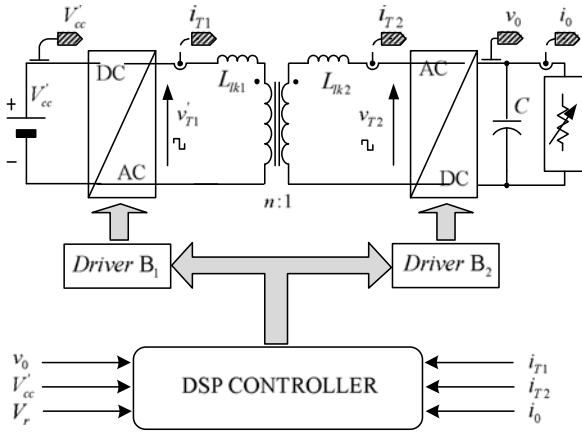 V'cc
iT1
iT2
v0
i0
DC
AC
Llk1
Llk2
AC
DC
+
V'cc
−
v'T1
vT2
C
n:1
Driver B1
Driver B2
v0
V'cc
Vr
DSP CONTROLLER
iT1
iT2
i0